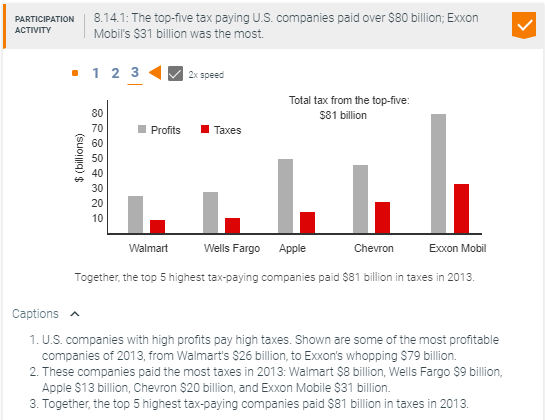 PARTICIPATION
ACTIVITY
8.14.1: The top-five tax paying U.S. companies paid over $80 billion; Exxon
Mobil's $31 billion was the most.
1 2 3 2x speed
Total tax from the top-five:
$81 billion
Profits Taxes
$ (billions)
80
70
60
50
40
30
20
10
Walmart Wells Fargo Apple Chevron Exxon Mobil
Together, the top 5 highest tax-paying companies paid $81 billion in taxes in 2013.
Captions
1. U.S. companies with high profits pay high taxes. Shown are some of the most profitable
companies of 2013, from Walmart's $26 billion, to Exxon's whopping $79 billion.
2. These companies paid the most taxes in 2013: Walmart $8 billion, Wells Fargo $9 billion,
Apple $13 billion, Chevron $20 billion, and Exxon Mobile $31 billion.
3. Together, the top 5 highest tax-paying companies paid $81 billion in taxes in 2013.